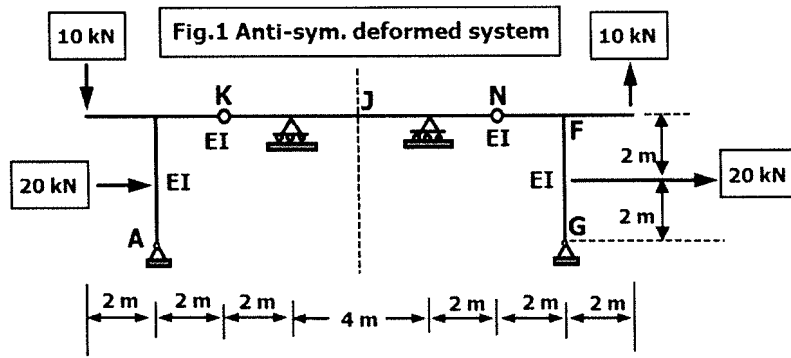 Fig.1 Anti-sym. deformed system
10 kN
10 kN
K
J
N
F
EI
EI
2 m
20 kN
EI
EI
20 kN
2 m
A
G
2 m
2 m
2 m
4 m
2 m
2 m
2 m